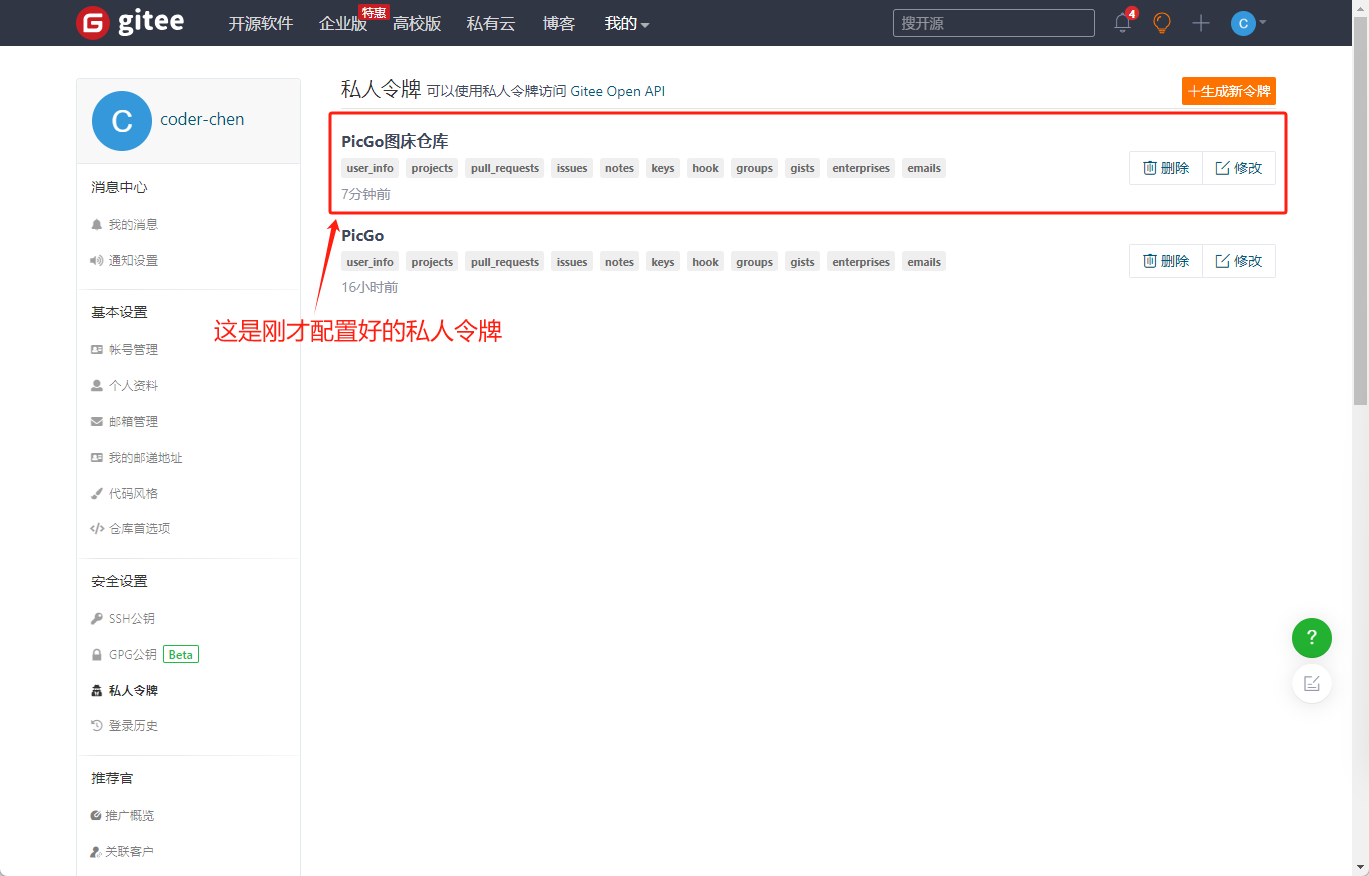 gitee 开源软件 企业版 特惠 高校版 私有云 博客 我的 搜开源 4 C
C coder-chen
私人令牌 可以使用私人令牌访问 Gitee Open API 生成新令牌
PicGo图床仓库
user_info projects pull_requests issues notes keys hook groups gists enterprises emails
7分钟前
删除 修改
PicGo
user_info projects pull_requests issues notes keys hook groups gists enterprises emails
16小时前
删除 修改
这是刚才配置好的私人令牌
消息中心
我的消息
通知设置
基本设置
帐号管理
个人资料
邮箱管理
我的邮递地址
代码风格
仓库首选项
安全设置
SSH公钥
GPG公钥 Beta
私人令牌
登录历史
推荐官
推广概览
关联客户
?